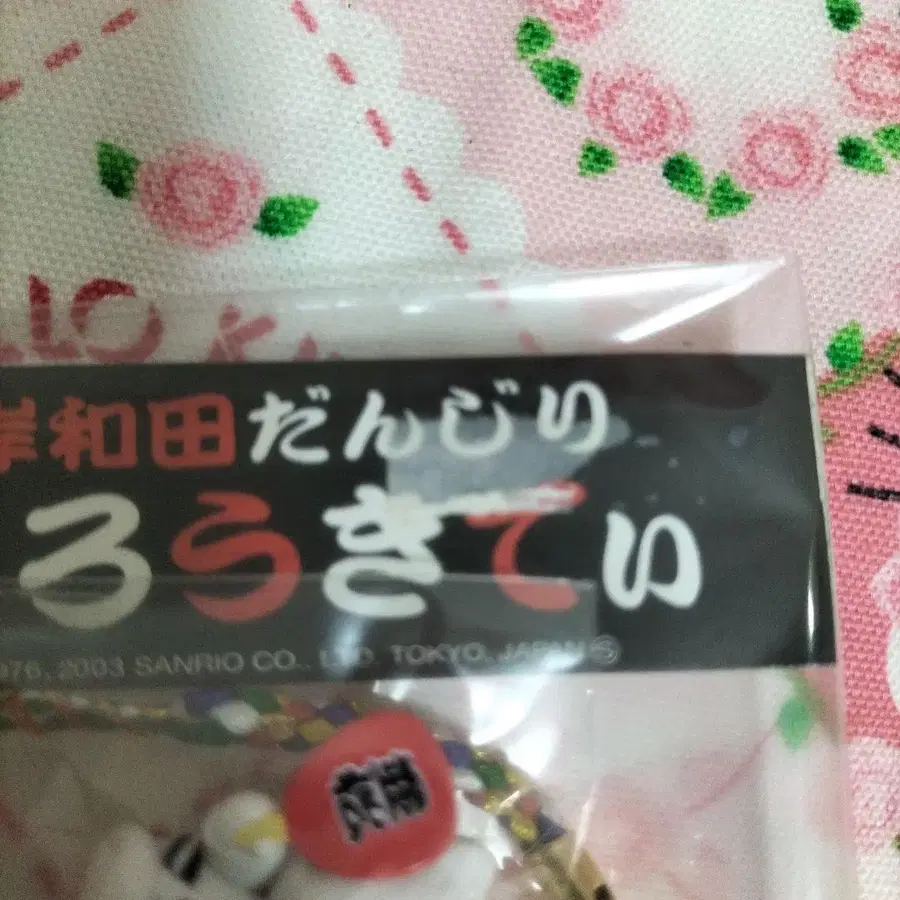 LO K
岸和田だんじり
ろうきてぃ
976, 2003 SANRIO CO., LTD. TOKYO, JAPAN Ⓢ